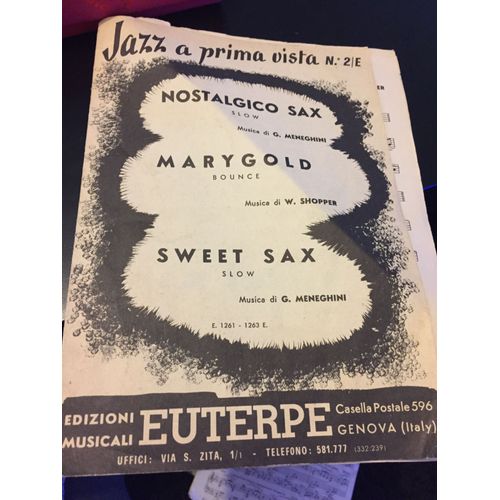 Jazz a prima vista N.° 2/E
NOSTALGICO SAX
SLOW
Musica di G. MENEGHINI
MARYGOLD
BOUNCE
Musica di W. SHOPPER
SWEET SAX
SLOW
Musica di G. MENEGHINI
E. 1261 - 1263 E.
EDIZIONI MUSICALI EUTERPE Casella Postale 596
GENOVA (Italy)
UFFICI: VIA S. ZITA, 1/1 - TELEFONO: 581.777 (332:239)
ER